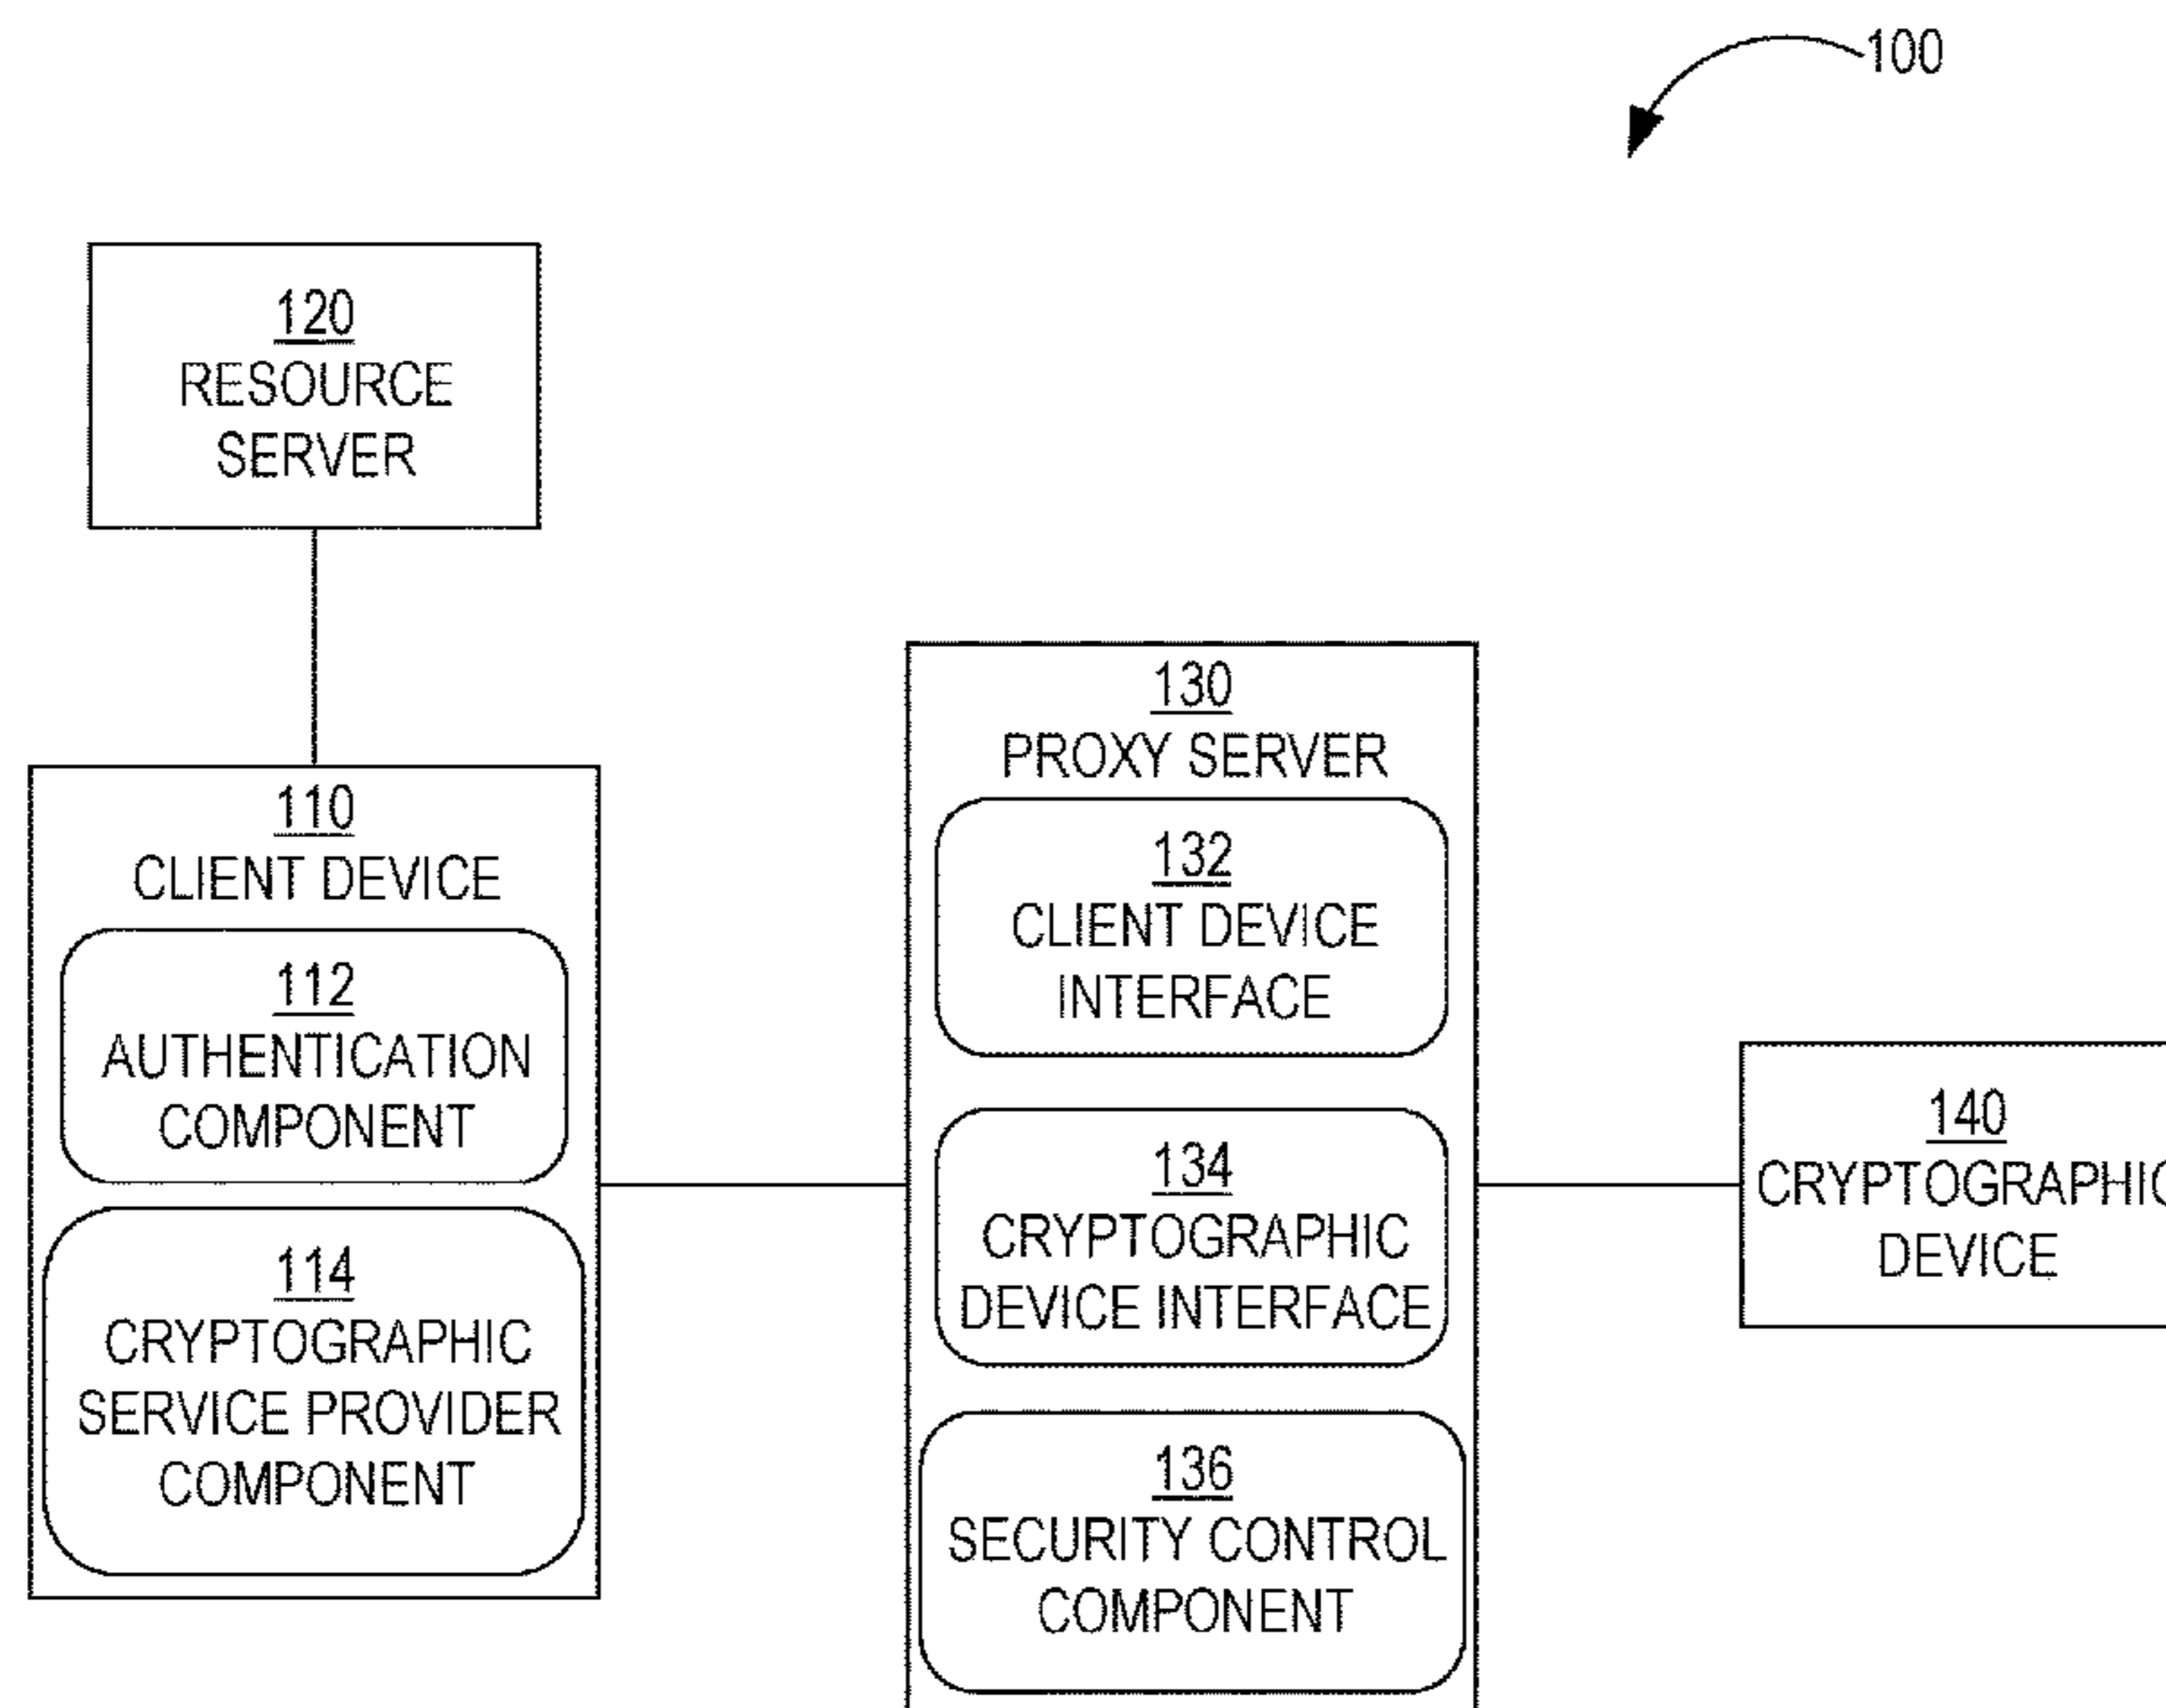 100
120
RESOURCE
SERVER
110
CLIENT DEVICE
112
AUTHENTICATION
COMPONENT
114
CRYPTOGRAPHIC
SERVICE PROVIDER
COMPONENT
130
PROXY SERVER
132
CLIENT DEVICE
INTERFACE
134
CRYPTOGRAPHIC
DEVICE INTERFACE
136
SECURITY CONTROL
COMPONENT
140
CRYPTOGRAPHIC
DEVICE